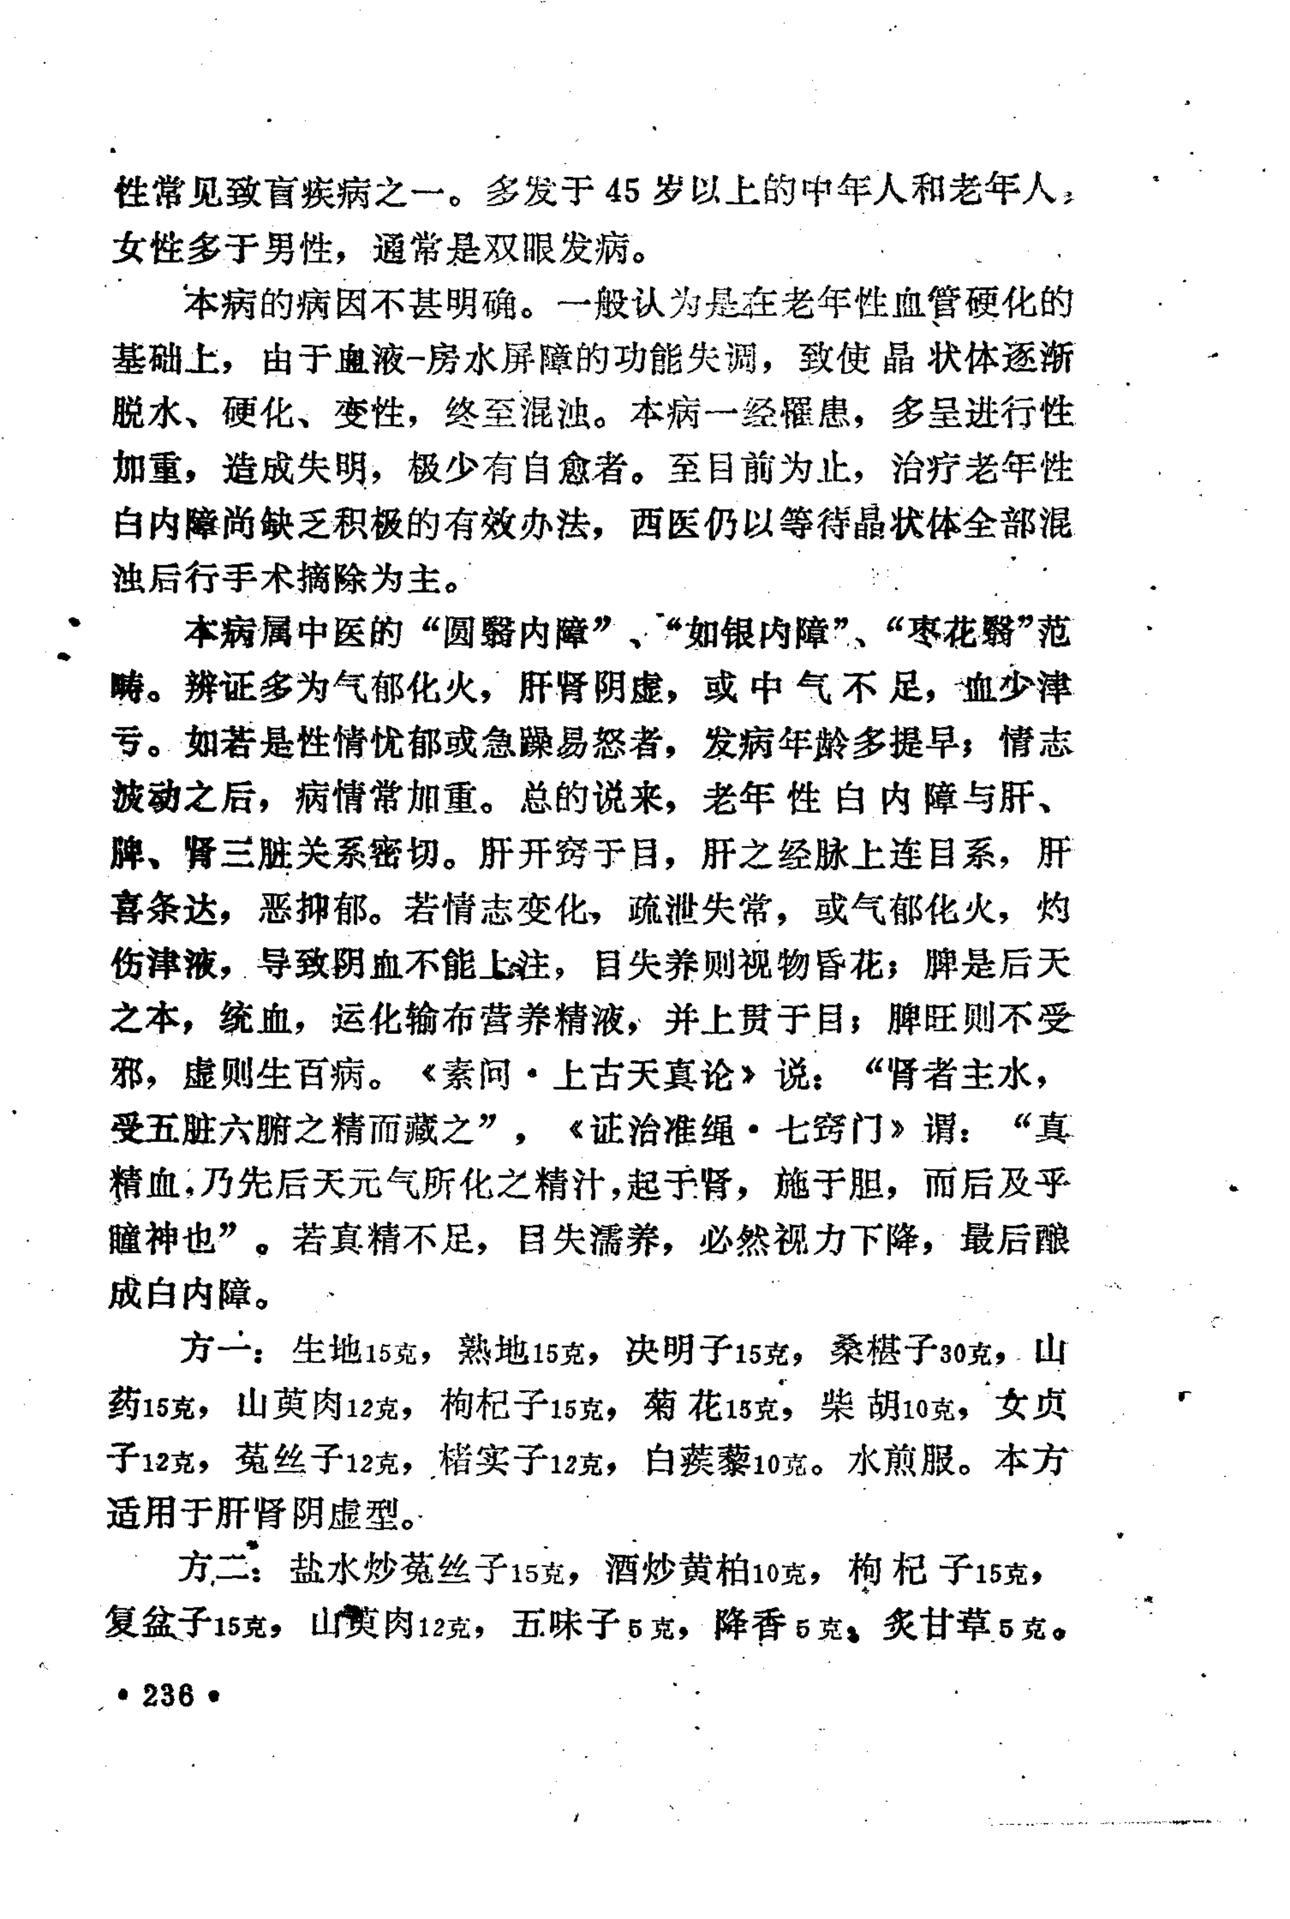 性常见致盲疾病之一。多发于45岁以上的中年人和老年人，
女性多于男性，通常是双眼发病。
本病的病因不甚明确。一般认为是在老年性血管硬化的
基础上，由于血液-房水屏障的功能失调，致使晶状体逐渐
脱水、硬化、变性，终至混浊。本病一经罹患，多呈进行性
加重，造成失明，极少有自愈者。至目前为止，治疗老年性
白内障尚缺乏积极的有效办法，西医仍以等待晶状体全部混
浊后行手术摘除为主。
本病属中医的“圆翳内障”、“如银内障”、“枣花翳”范
畴。辨证多为气郁化火，肝肾阴虚，或中气不足，血少津
亏。如若是性情忧郁或急躁易怒者，发病年龄多提早；情志
波动之后，病情常加重。总的说来，老年性白内障与肝、
脾、肾三脏关系密切。肝开窍于目，肝之经脉上连目系，肝
喜条达，恶抑郁。若情志变化，疏泄失常，或气郁化火，灼
伤津液，导致阴血不能上注，目失养则视物昏花；脾是后天
之本，统血，运化输布营养精液，并上贯于目；脾旺则不受
邪，虚则生百病。《素问·上古天真论》说：“肾者主水，
受五脏六腑之精而藏之”，《证治准绳·七窍门》谓：“真
精血，乃先后天元气所化之精汁，起于肾，施于胆，而后及乎
瞳神也”。若真精不足，目失濡养，必然视力下降，最后酿
成白内障。
方一：生地15克，熟地15克，决明子15克，桑椹子30克，山
药15克，山萸肉12克，枸杞子15克，菊花15克，柴胡10克，女贞
子12克，菟丝子12克，楮实子12克，白蒺藜10克。水煎服。本方
适用于肝肾阴虚型。
方二：盐水炒菟丝子15克，酒炒黄柏10克，枸杞子15克，
复盆子15克，山萸肉12克，五味子5克，降香5克，炙甘草5克。
·236·